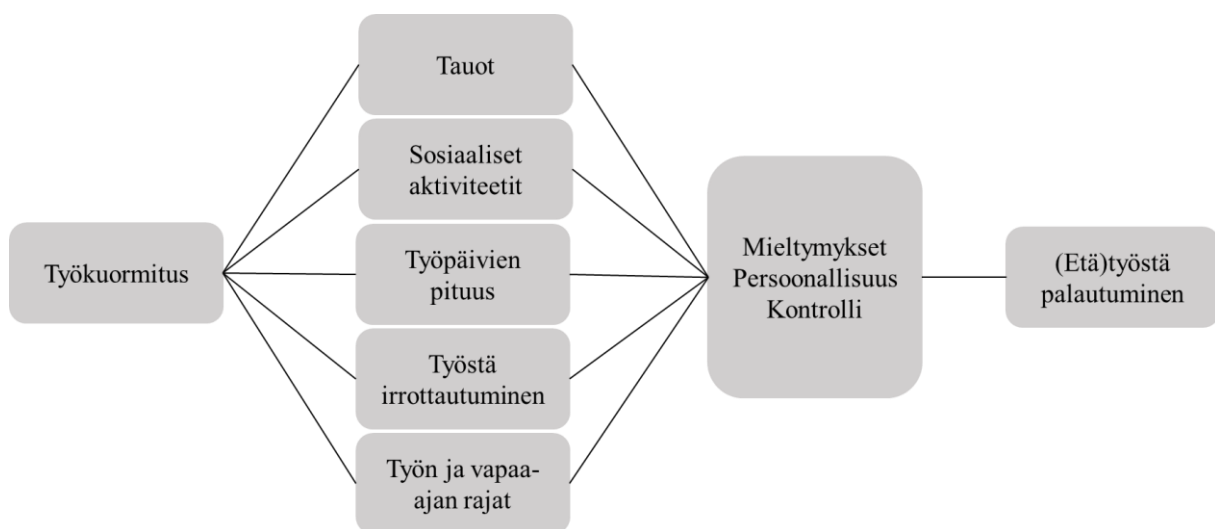 Työkuormitus
Tauot
Sosiaaliset
aktiviteetit
Työpäivien
pituus
Työstä
irrottautuminen
Työn ja vapaa-
ajan rajat
Mieltymykset
Persoonallisuus
Kontrolli
(Etä)työstä
palautuminen